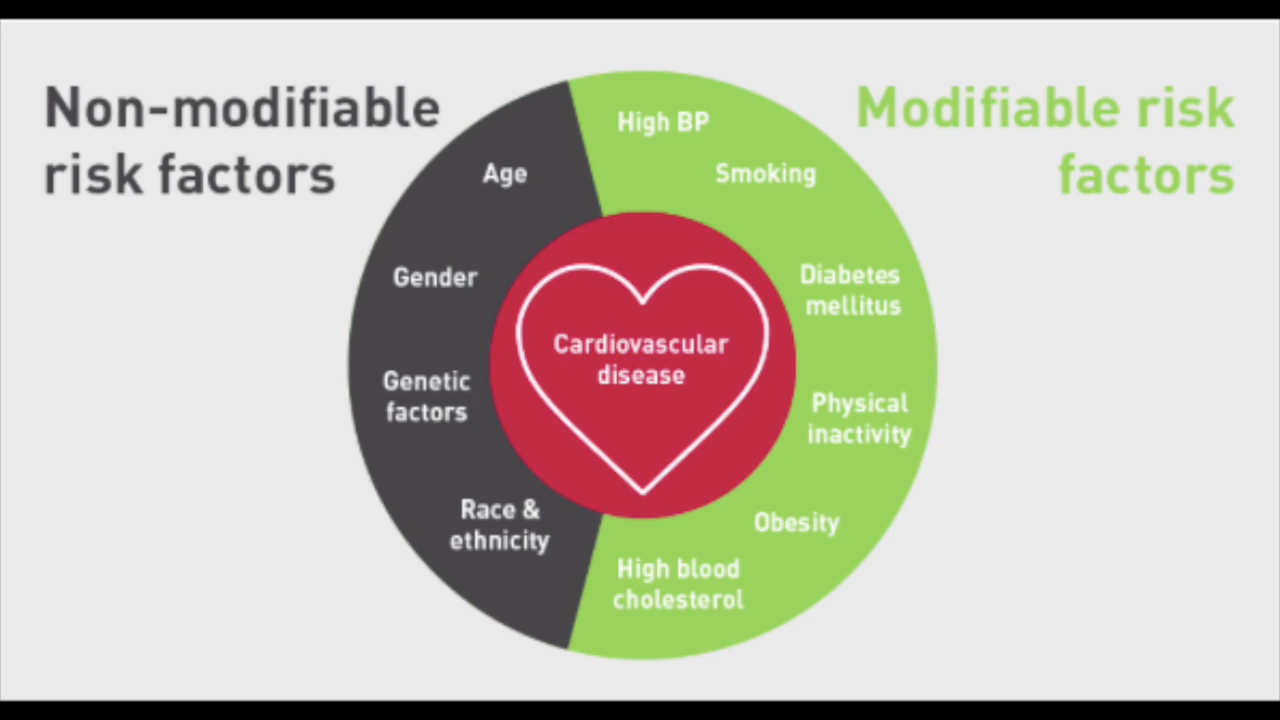 Non-modifiable
risk factors
Modifiable risk
factors
Age
Gender
Genetic
factors
Race &
ethnicity
High BP
Smoking
Diabetes
mellitus
Physical
inactivity
Obesity
High blood
cholesterol
Cardiovascular
disease